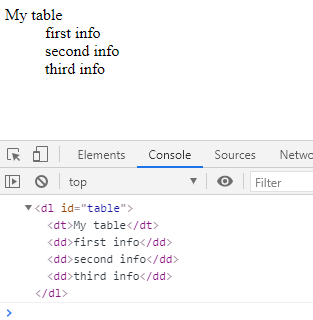 My table
first info
second info
third info
Elements Console Sources Netwo
top Filter
<dl id="table">
<dt>My table</dt>
<dd>first info</dd>
<dd>second info</dd>
<dd>third info</dd>
</dl>